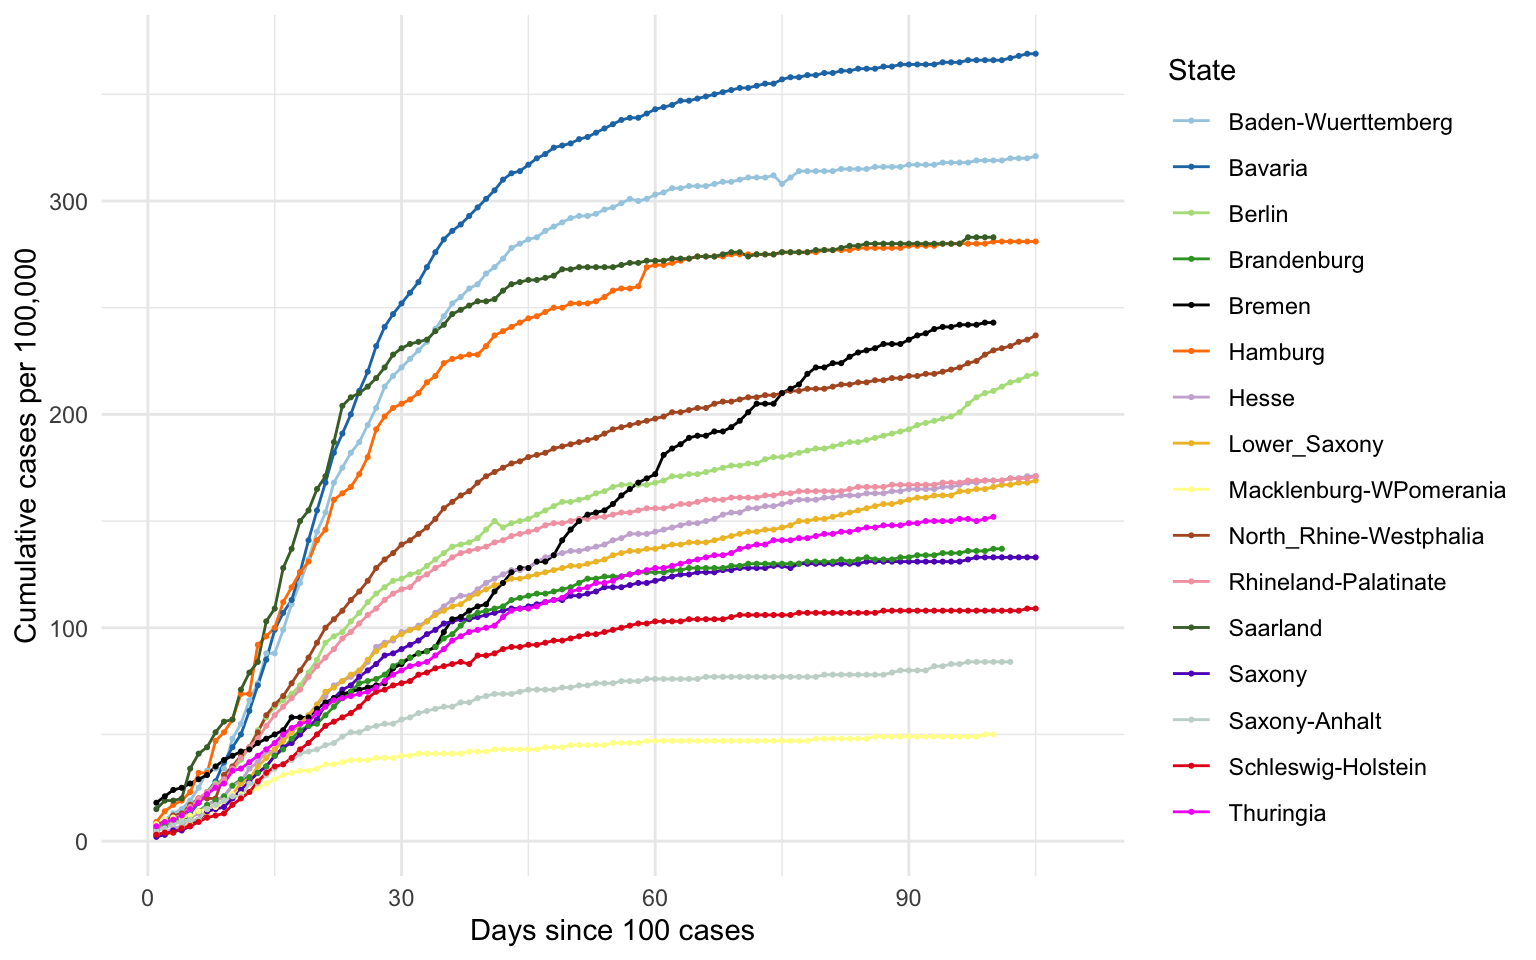 State
Baden-Wuerttemberg
Bavaria
Berlin
Brandenburg
Bremen
Hamburg
Hesse
Lower_Saxony
Macklenburg-WPomerania
North_Rhine-Westphalia
Rhineland-Palatinate
Saarland
Saxony
Saxony-Anhalt
Schleswig-Holstein
Thuringia
Cumulative cases per 100,000
300
200
100
0
0 30 60 90
Days since 100 cases